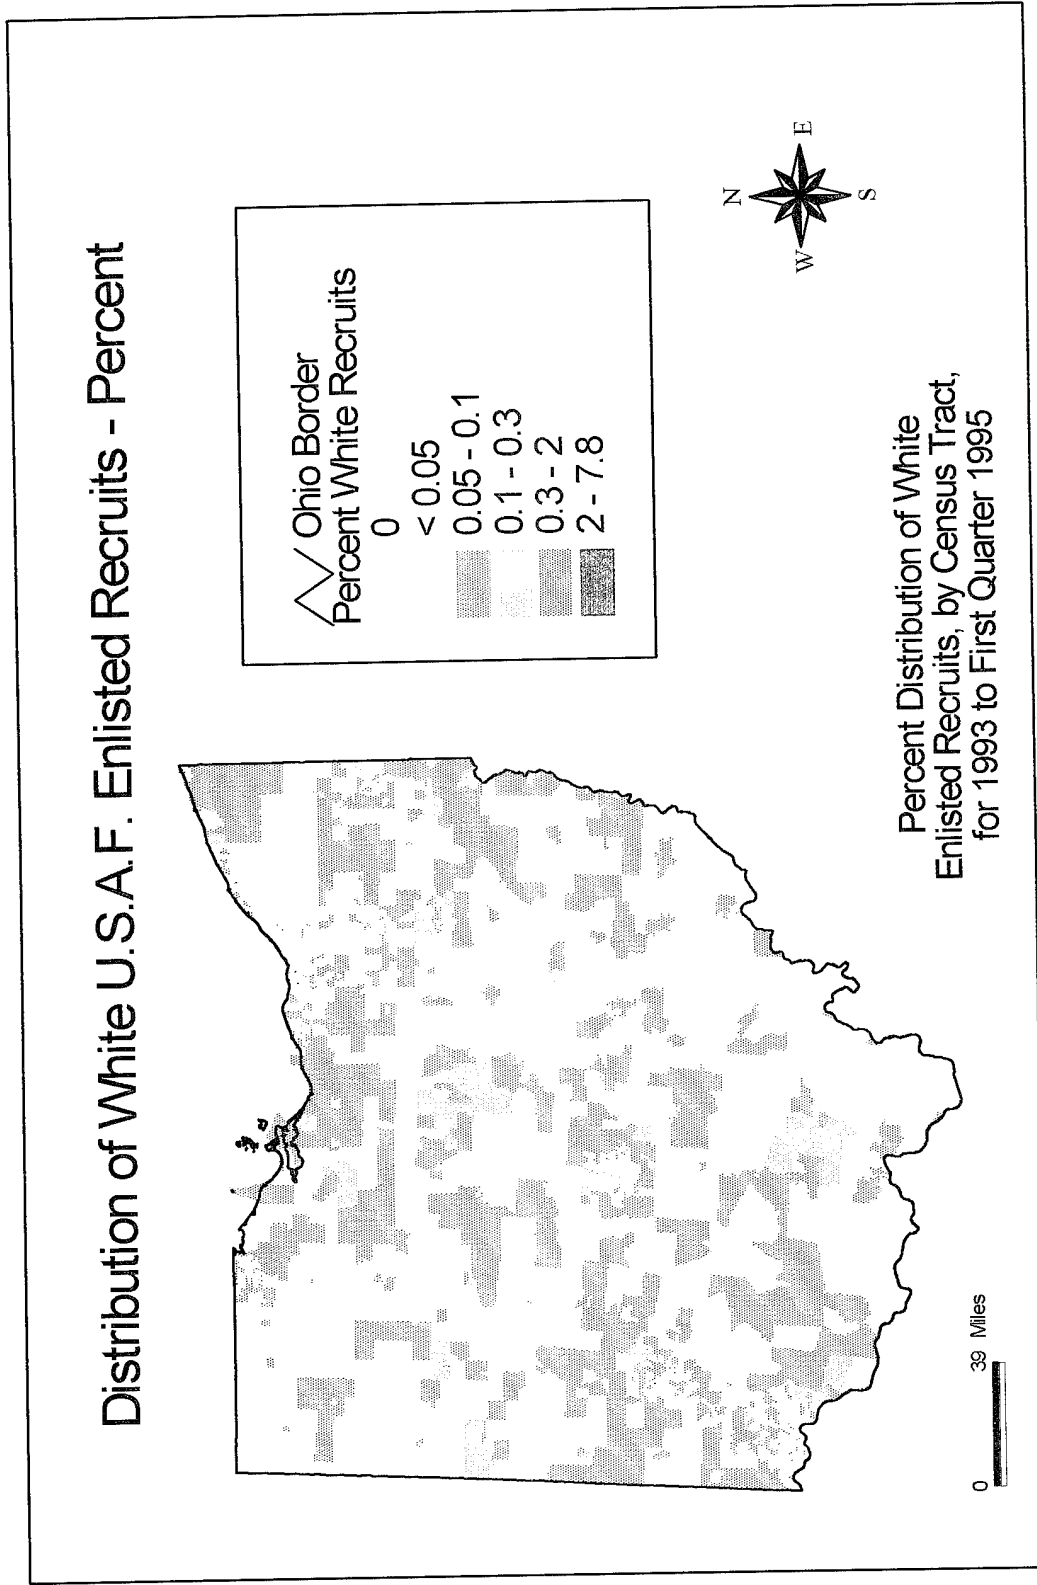 Distribution of White U.S.A.F. Enlisted Recruits - Percent
Ohio Border
Percent White Recruits
0
< 0.05
0.05 - 0.1
0.1 - 0.3
0.3 - 2
2 - 7.8
N
W
E
S
0 39 Miles
Percent Distribution of White
Enlisted Recruits, by Census Tract,
for 1993 to First Quarter 1995